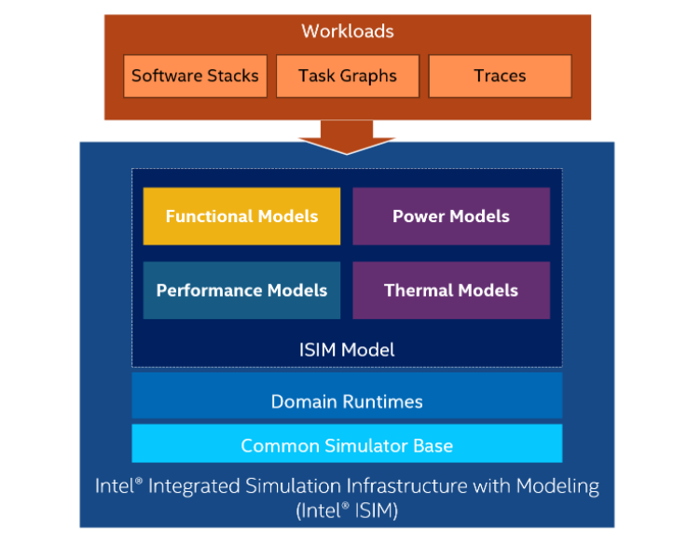 Workloads
Software Stacks
Task Graphs
Traces
Functional Models
Power Models
Performance Models
Thermal Models
ISIM Model
Domain Runtimes
Common Simulator Base
Intel® Integrated Simulation Infrastructure with Modeling
(Intel® ISIM)